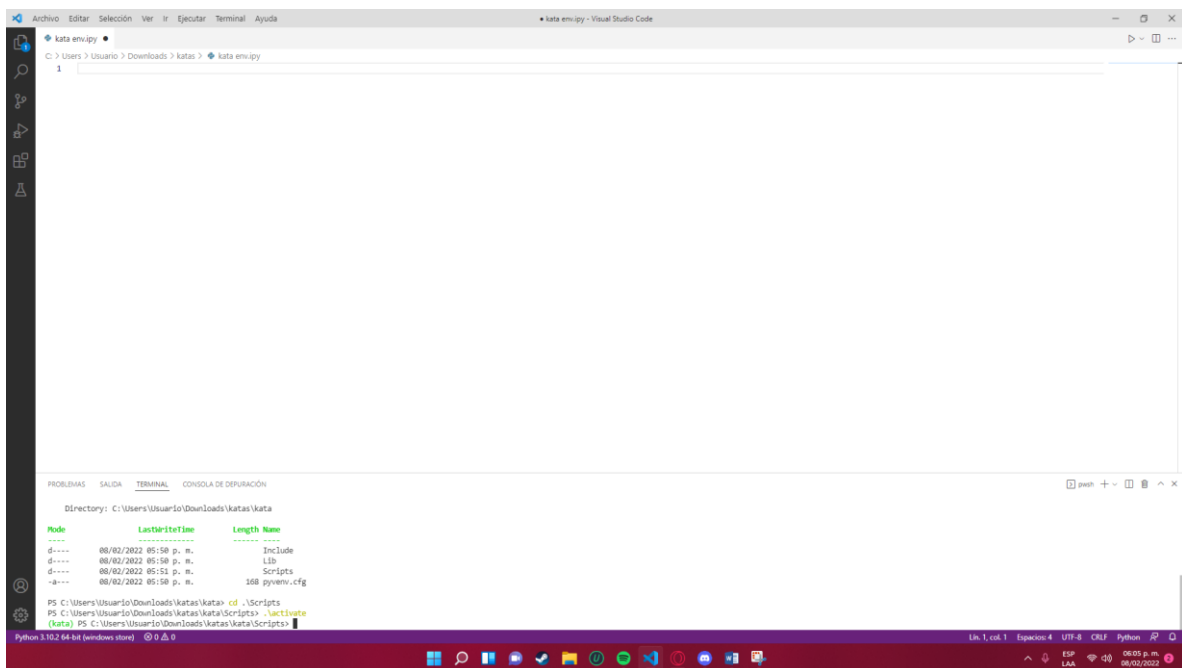 Archivo Editar Selección Ver Ir Ejecutar Terminal Ayuda
● kata env.ipy - Visual Studio Code
kata env.ipy ●
C: > Users > Usuario > Downloads > katas > kata env.ipy
1
PROBLEMAS SALIDA TERMINAL CONSOLA DE DEPURACIÓN
pwsh
Directory: C:\Users\Usuario\Downloads\katas\kata
Mode LastWriteTime Length Name
---- ------------- ------ ----
d---- 08/02/2022 05:50 p. m. Include
d---- 08/02/2022 05:50 p. m. Lib
d---- 08/02/2022 05:51 p. m. Scripts
-a--- 08/02/2022 05:50 p. m. 168 pyvenv.cfg
PS C:\Users\Usuario\Downloads\katas\kata> cd .\Scripts
PS C:\Users\Usuario\Downloads\katas\kata\Scripts> .\activate
(kata) PS C:\Users\Usuario\Downloads\katas\kata\Scripts>
Python 3.10.2 64-bit (windows store) 0 0
Lín. 1, col. 1 Espacios: 4 UTF-8 CRLF Python
ESP 06:05 p. m.
LAA 08/02/2022 2